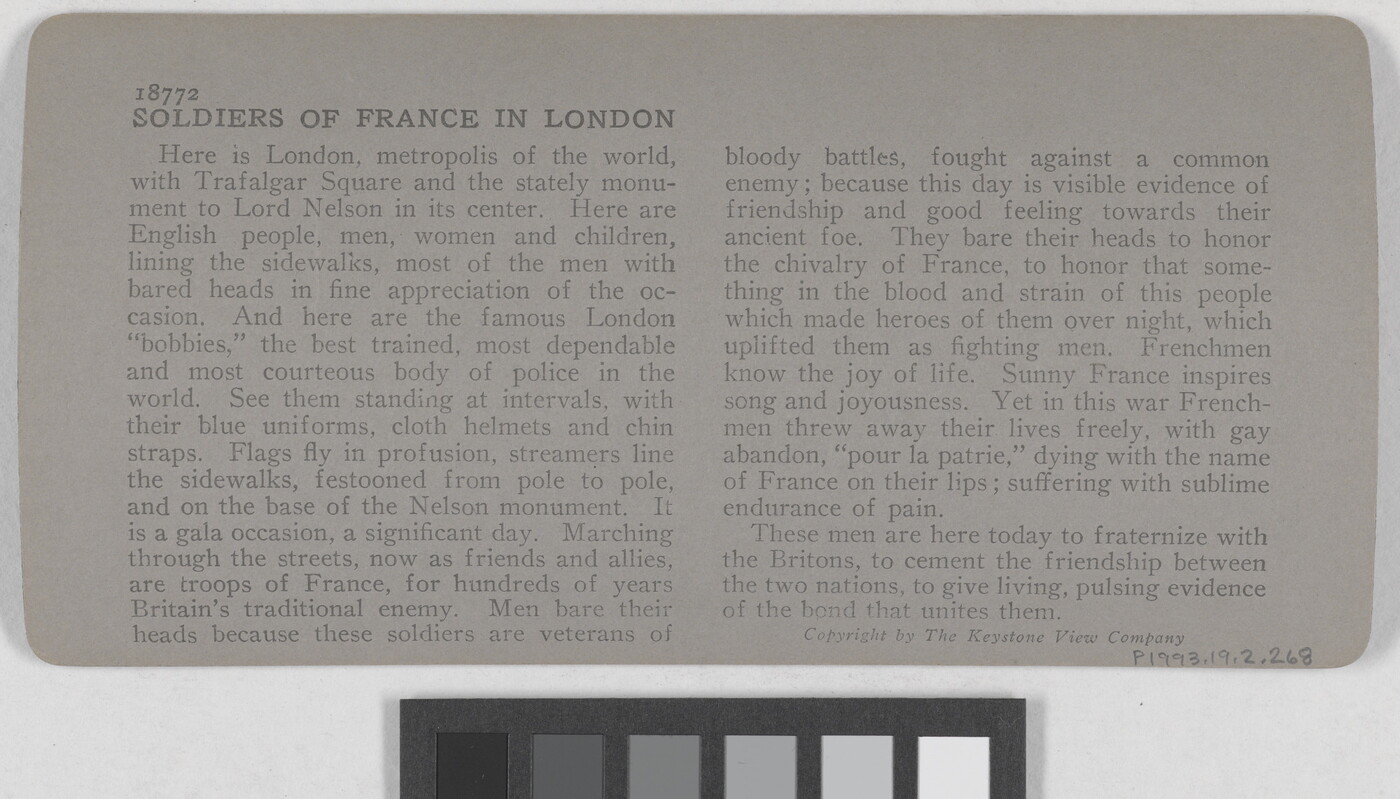 18772
SOLDIERS OF FRANCE IN LONDON
Here is London, metropolis of the world,
with Trafalgar Square and the stately monu-
ment to Lord Nelson in its center. Here are
English people, men, women and children,
lining the sidewalks, most of the men with
bared heads in fine appreciation of the oc-
casion. And here are the famous London
“bobbies,” the best trained, most dependable
and most courteous body of police in the
world. See them standing at intervals, with
their blue uniforms, cloth helmets and chin
straps. Flags fly in profusion, streamers line
the sidewalks, festooned from pole to pole,
and on the base of the Nelson monument. It
is a gala occasion, a significant day. Marching
through the streets, now as friends and allies,
are troops of France, for hundreds of years
Britain's traditional enemy. Men bare their
heads because these soldiers are veterans of
bloody battles, fought against a common
enemy; because this day is visible evidence of
friendship and good feeling towards their
ancient foe. They bare their heads to honor
the chivalry of France, to honor that some-
thing in the blood and strain of this people
which made heroes of them over night, which
uplifted them as fighting men. Frenchmen
know the joy of life. Sunny France inspires
song and joyousness. Yet in this war French-
men threw away their lives freely, with gay
abandon, “pour la patrie,” dying with the name
of France on their lips; suffering with sublime
endurance of pain.
These men are here today to fraternize with
the Britons, to cement the friendship between
the two nations, to give living, pulsing evidence
of the bond that unites them.
Copyright by The Keystone View Company
P1993.19.2.268